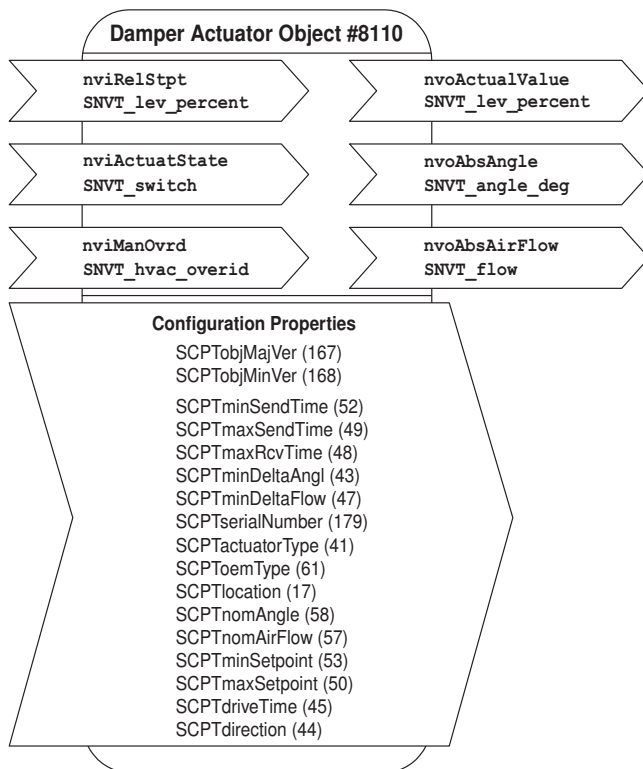 Damper Actuator Object #8110
nviRelStpt
SNVT_lev_percent
nvoActualValue
SNVT_lev_percent
nviActuatState
SNVT_switch
nvoAbsAngle
SNVT_angle_deg
nviManOvrd
SNVT_hvac_overid
nvoAbsAirFlow
SNVT_flow
Configuration Properties
SCPTobjMajVer (167)
SCPTobjMinVer (168)
SCPTminSendTime (52)
SCPTmaxSendTime (49)
SCPTmaxRcvTime (48)
SCPTminDeltaAngl (43)
SCPTminDeltaFlow (47)
SCPTserialNumber (179)
SCPTactuatorType (41)
SCPToemType (61)
SCPTlocation (17)
SCPTnomAngle (58)
SCPTnomAirFlow (57)
SCPTminSetpoint (53)
SCPTmaxSetpoint (50)
SCPTdriveTime (45)
SCPTdirection (44)